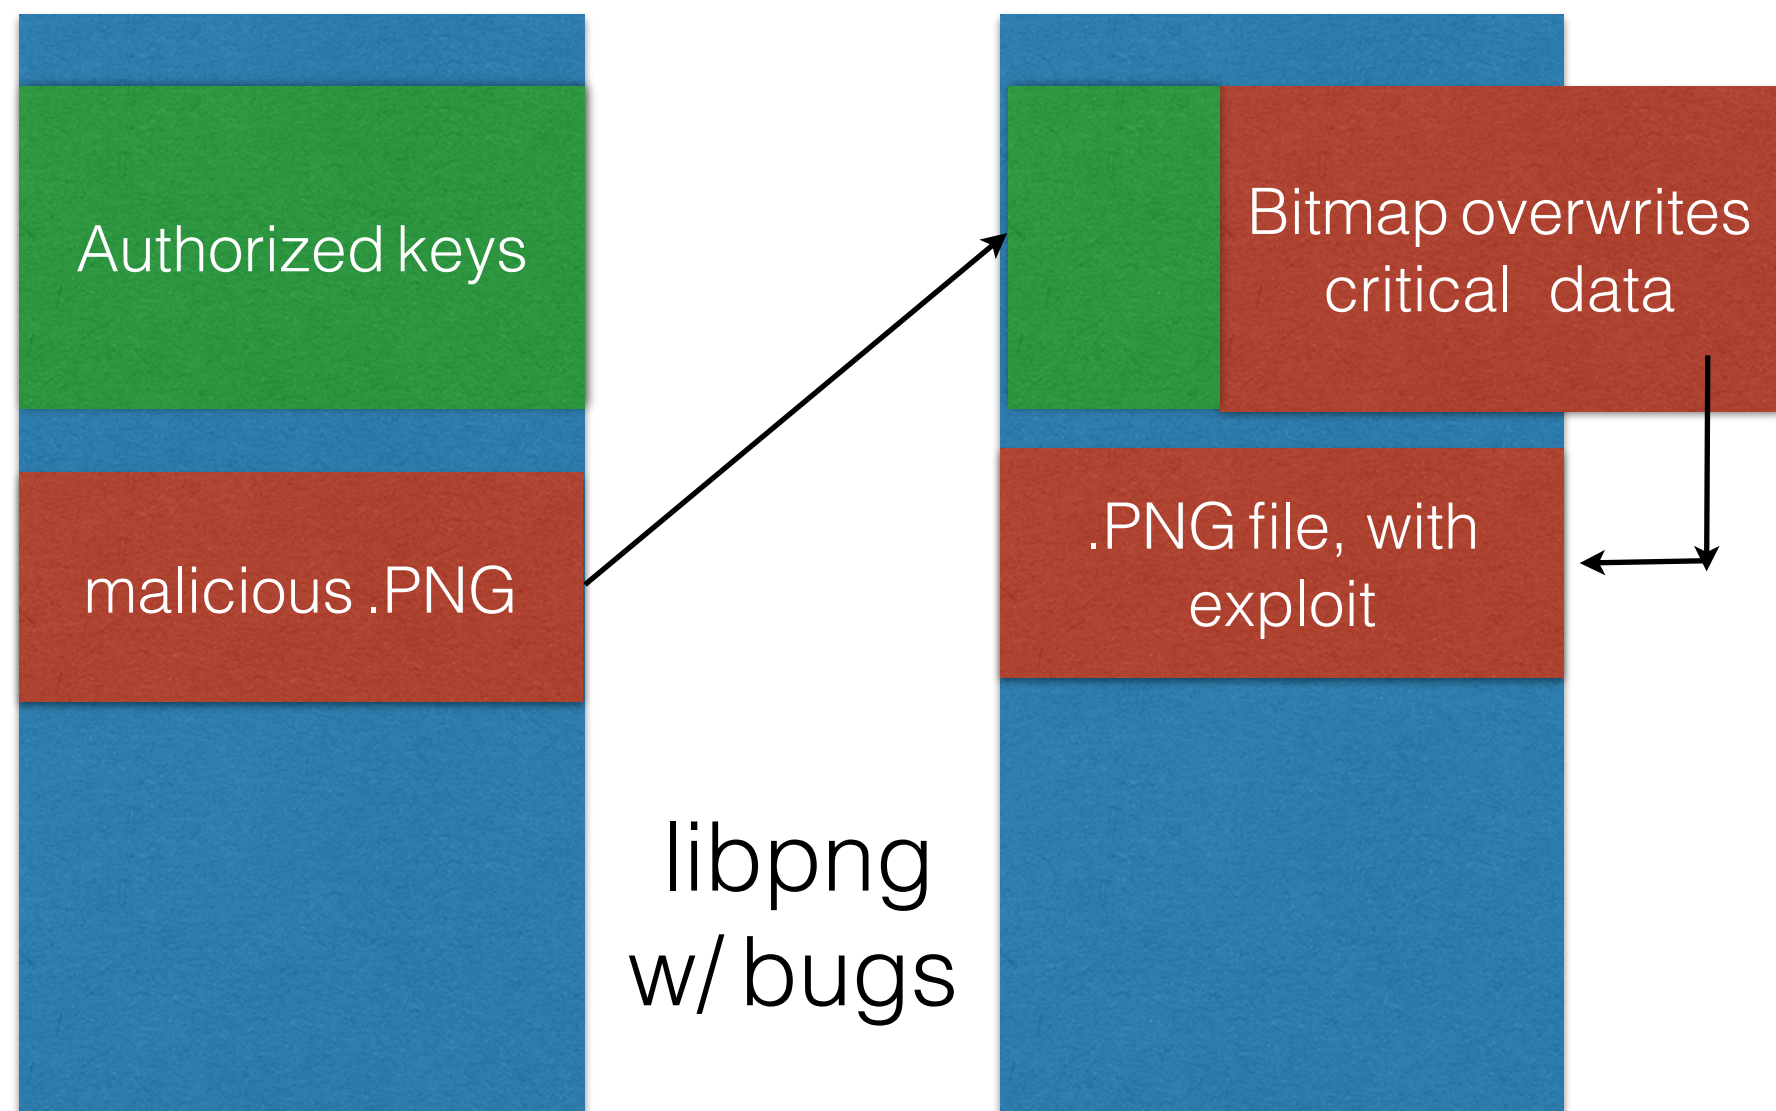 Authorized keys
malicious .PNG
libpng
w/ bugs
Bitmap overwrites
critical data
.PNG file, with
exploit